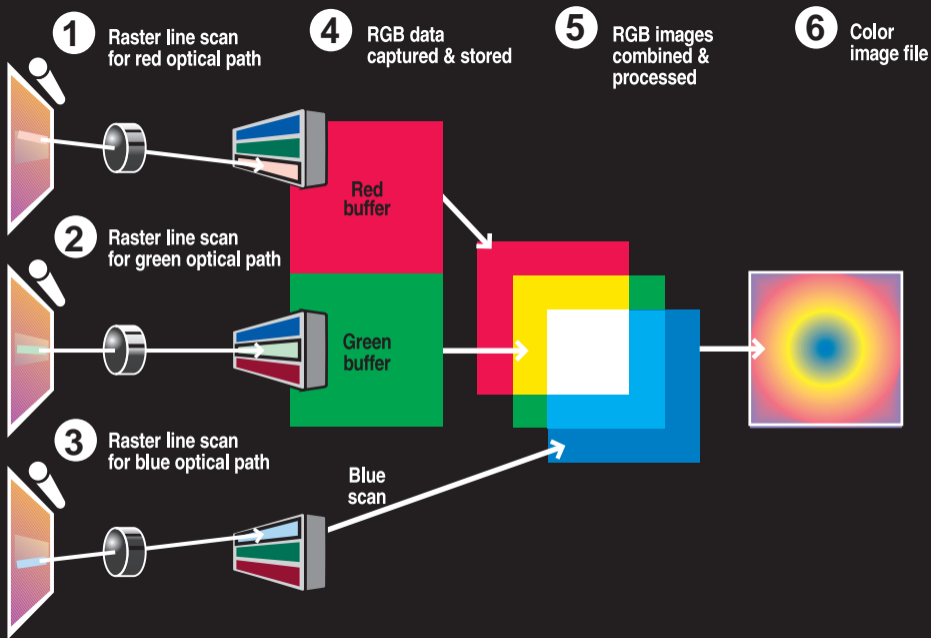 1
Raster line scan
for red optical path
4
RGB data
captured & stored
5
RGB images
combined &
processed
6
Color
image file
Red
buffer
2
Raster line scan
for green optical path
Green
buffer
3
Raster line scan
for blue optical path
Blue
scan